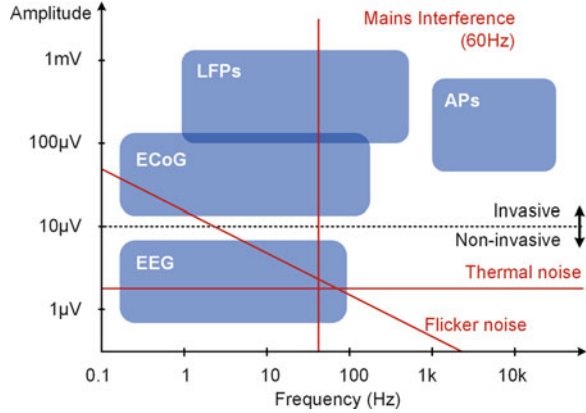 Amplitude
Mains Interference
(60Hz)
1mV
LFPs
APs
100μV
ECoG
Invasive
10μV
Non-invasive
EEG
Thermal noise
1μV
Flicker noise
0.1
1
10
100
1k
10k
Frequency (Hz)